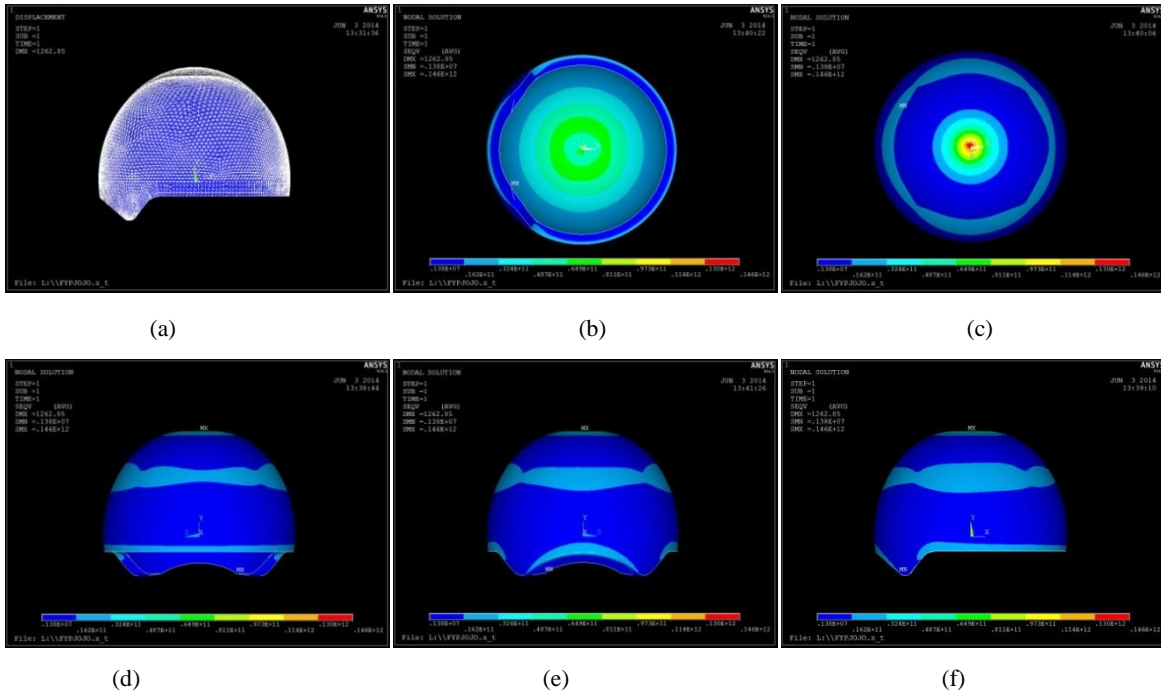 1
DISPLACEMENT
STEP=1
SUB =1
TIME=1
DMX =1262.85
ANSYS
JUN 3 2014
13:31:36
File: L:\\FYPJOJO.x_t
(a)
1
NODAL SOLUTION
STEP=1
SUB =1
TIME=1
SEQV (AVG)
DMX =1262.85
SMN =.138E+07
SMX =.146E+12
ANSYS
JUN 3 2014
13:40:22
MN
.138E+07 .324E+11 .649E+11 .973E+11 .130E+12
.162E+11 .487E+11 .811E+11 .114E+12 .146E+12
File: L:\\FYPJOJO.x_t
(b)
1
NODAL SOLUTION
STEP=1
SUB =1
TIME=1
SEQV (AVG)
DMX =1262.85
SMN =.138E+07
SMX =.146E+12
ANSYS
JUN 3 2014
13:40:06
MN
.138E+07 .324E+11 .649E+11 .973E+11 .130E+12
.162E+11 .487E+11 .811E+11 .114E+12 .146E+12
File: L:\\FYPJOJO.x_t
(c)
1
NODAL SOLUTION
STEP=1
SUB =1
TIME=1
SEQV (AVG)
DMX =1262.85
SMN =.138E+07
SMX =.146E+12
ANSYS
JUN 3 2014
13:38:44
MX
Y
Z X
MN
.138E+07 .324E+11 .649E+11 .973E+11 .130E+12
.162E+11 .487E+11 .811E+11 .114E+12 .146E+12
File: L:\\FYPJOJO.x_t
(d)
1
NODAL SOLUTION
STEP=1
SUB =1
TIME=1
SEQV (AVG)
DMX =1262.85
SMN =.138E+07
SMX =.146E+12
ANSYS
JUN 3 2014
13:41:26
MX
Y
X Z
MN
.138E+07 .324E+11 .649E+11 .973E+11 .130E+12
.162E+11 .487E+11 .811E+11 .114E+12 .146E+12
File: L:\\FYPJOJO.x_t
(e)
1
NODAL SOLUTION
STEP=1
SUB =1
TIME=1
SEQV (AVG)
DMX =1262.85
SMN =.138E+07
SMX =.146E+12
ANSYS
JUN 3 2014
13:39:10
MX
Y
X
MN
.138E+07 .324E+11 .649E+11 .973E+11 .130E+12
.162E+11 .487E+11 .811E+11 .114E+12 .146E+12
File: L:\\FYPJOJO.x_t
(f)